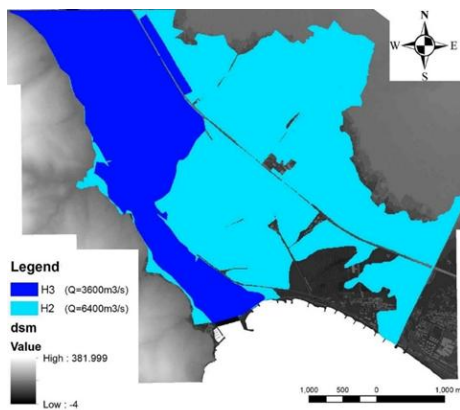 N
W E
S
Legend
H3 (Q=3600m3/s)
H2 (Q=6400m3/s)
dsm
Value
High : 381.999
Low : -4
1,000 500 0 1,000 m